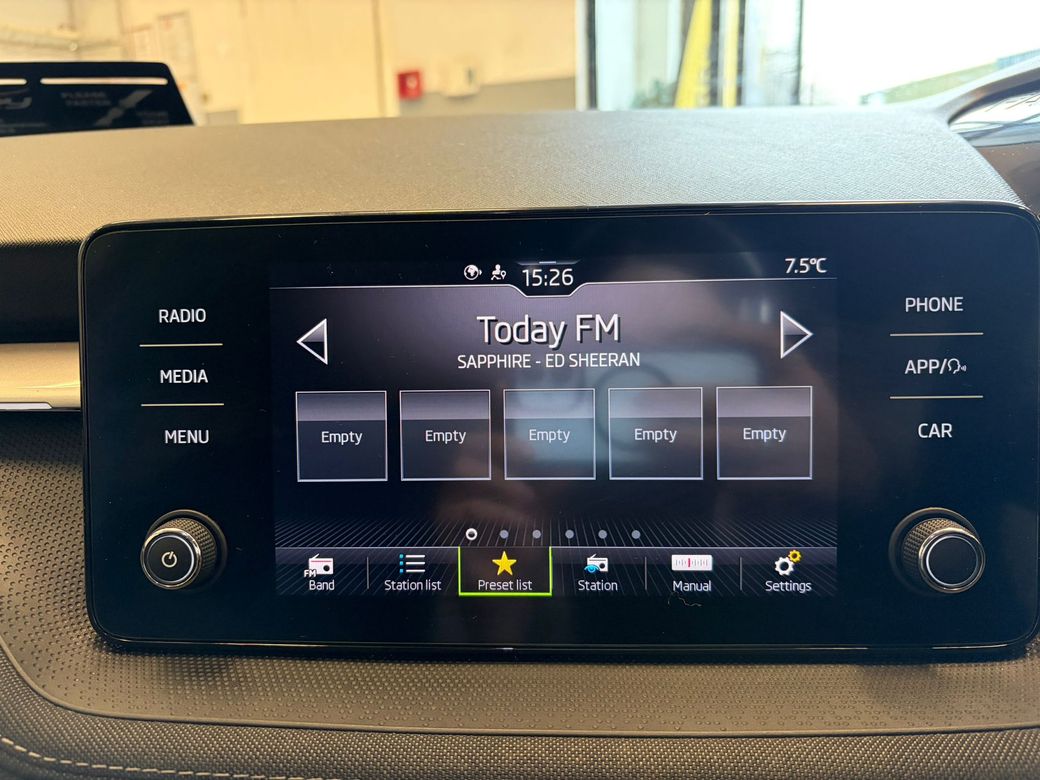 PLEASE
15:26
7.5°C
RADIO
MEDIA
MENU
Today FM
SAPPHIRE - ED SHEERAN
Empty
Empty
Empty
Empty
Empty
FM
Band
Station list
Preset list
Station
Manual
Settings
PHONE
APP/
CAR